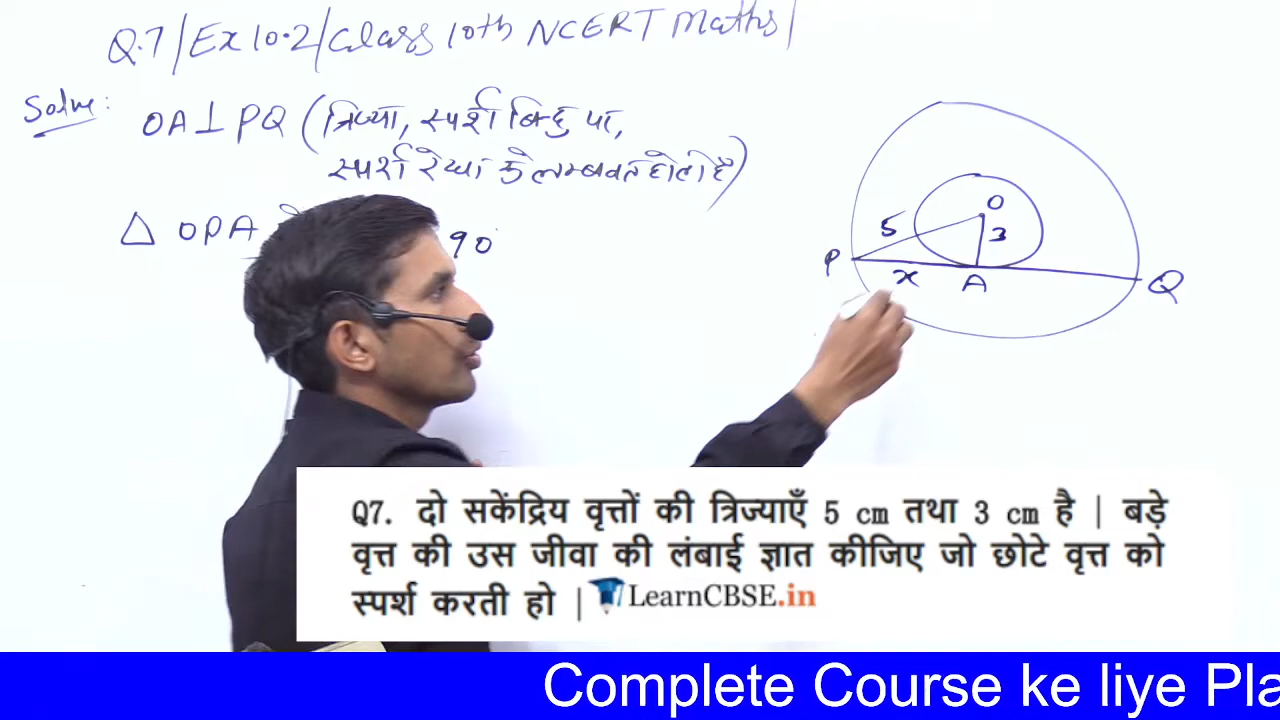 Q.7/Ex 10.2/Class 10th NCERT Maths/
Solve:
OA⊥PQ (त्रिज्या, स्पर्श बिन्दु पर,
स्पर्श रेखा के लम्बवत होती है)
△ OPA में 90°
O
5
3
P
x
A
Q
Q7. दो सकेंद्रिय वृत्तों की त्रिज्याएँ 5 cm तथा 3 cm है | बड़े
वृत्त की उस जीवा की लंबाई ज्ञात कीजिए जो छोटे वृत्त को
स्पर्श करती हो |
LearnCBSE.in
Complete Course ke liye Pla